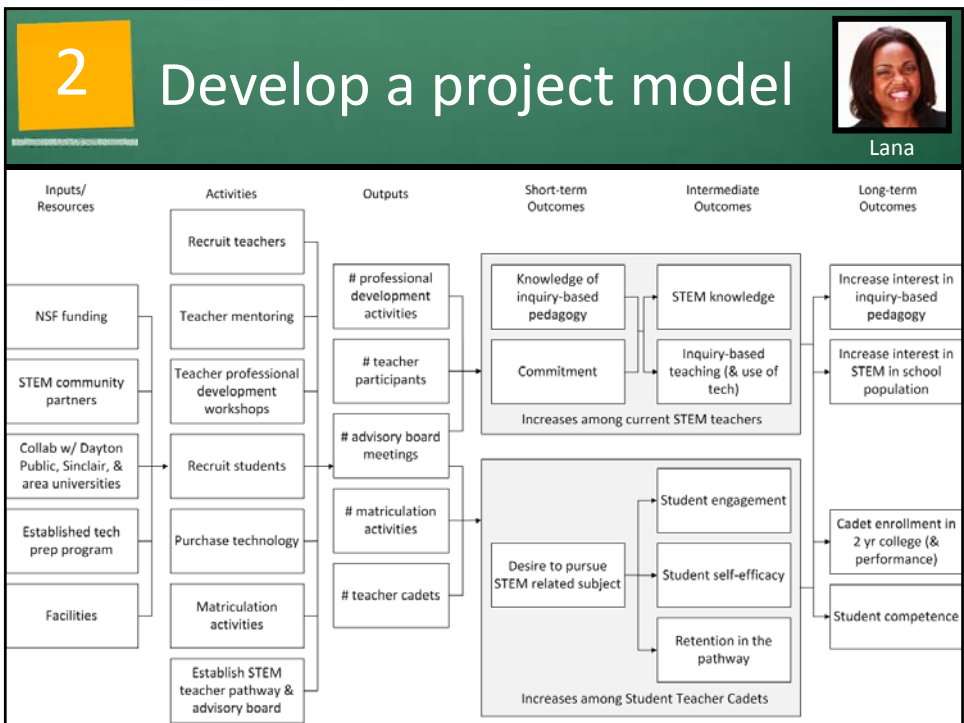 2
Develop a project model
Lana
Inputs/
Resources
Activities
Outputs
Short-term
Outcomes
Intermediate
Outcomes
Long-term
Outcomes
NSF funding
STEM community
partners
Collab w/ Dayton
Public, Sinclair, &
area universities
Established tech
prep program
Facilities
Recruit teachers
Teacher mentoring
Teacher professional
development
workshops
Recruit students
Purchase technology
Matriculation
activities
Establish STEM
teacher pathway &
advisory board
# professional
development
activities
# teacher
participants
# advisory board
meetings
# matriculation
activities
# teacher cadets
Knowledge of
inquiry-based
pedagogy
Commitment
STEM knowledge
Inquiry-based
teaching (& use of
tech)
Increases among current STEM teachers
Desire to pursue
STEM related subject
Student engagement
Student self-efficacy
Retention in the
pathway
Increases among Student Teacher Cadets
Increase interest in
inquiry-based
pedagogy
Increase interest in
STEM in school
population
Cadet enrollment in
2 yr college (&
performance)
Student competence